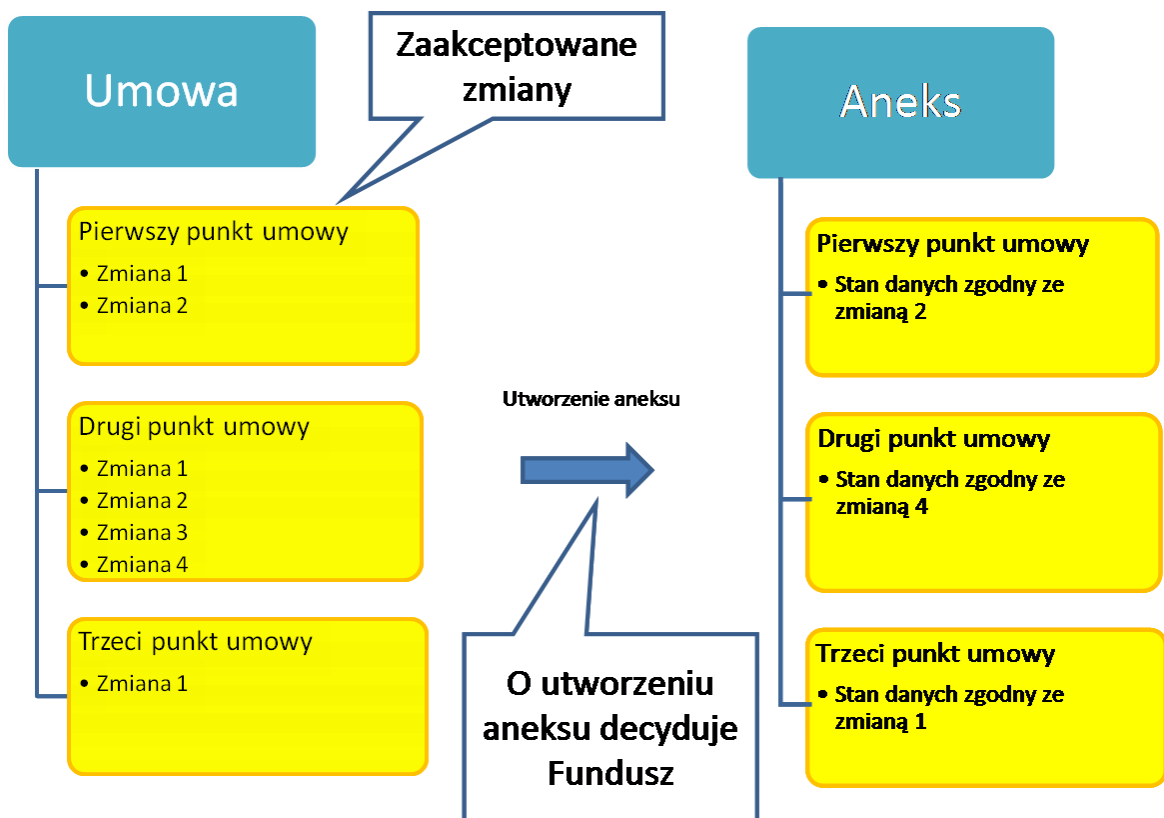 Umowa
Zaakceptowane
zmiany
Pierwszy punkt umowy
• Zmiana 1
• Zmiana 2
Drugi punkt umowy
• Zmiana 1
• Zmiana 2
• Zmiana 3
• Zmiana 4
Trzeci punkt umowy
• Zmiana 1
Utworzenie aneksu
O utworzeniu
aneksu decyduje
Fundusz
Aneks
Pierwszy punkt umowy
• Stan danych zgodny ze
zmianą 2
Drugi punkt umowy
• Stan danych zgodny ze
zmianą 4
Trzeci punkt umowy
• Stan danych zgodny ze
zmianą 1